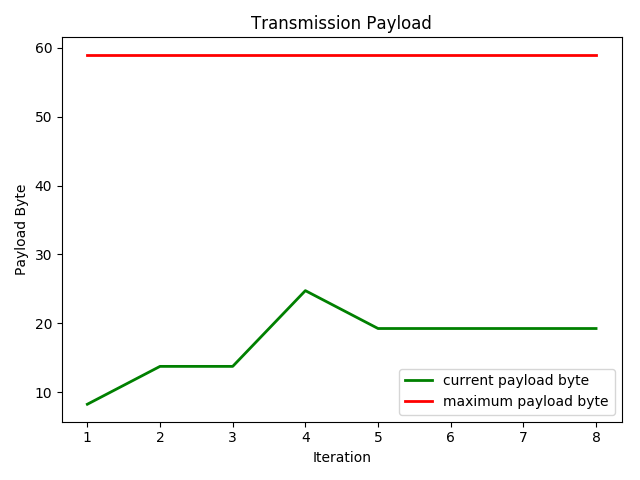 Transmission Payload
60
50
40
30
20
10
Payload Byte
current payload byte
maximum payload byte
1 2 3 4 5 6 7 8
Iteration